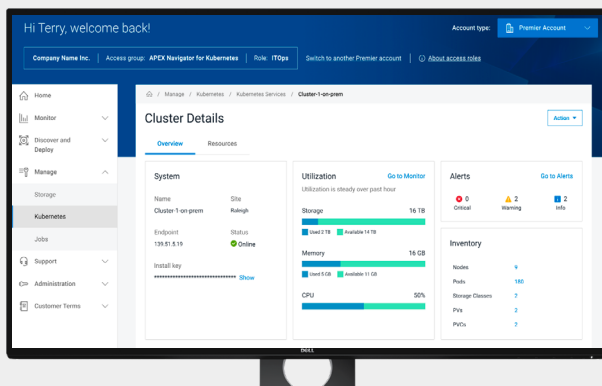 Hi Terry, welcome back!
Account type: Premier Account
Company Name Inc. Access group: APEX Navigator for Kubernetes Role: ITOps Switch to another Premier account About access roles
Home
Monitor
Discover and
Deploy
Manage
Storage
Kubernetes
Jobs
Support
Administration
Customer Terms
/ Manage / Kubernetes / Kubernetes Services / Cluster-1-on-prem
Cluster Details
Action
Overview Resources
System
Name Site
Cluster-1-on-prem Raleigh
Endpoint Status
139.51.5.19 Online
Install key
****************************** Show
Utilization Go to Monitor
Utilization is steady over past hour
Storage 16 TB
Used 2 TB Available 14 TB
Memory 16 GB
Used 5 GB Available 11 GB
CPU 50%
Alerts Go to Alerts
0 2 2
Critical Warning Info
Inventory
Nodes 9
Pods 180
Storage Classes 7
PVs 2
PVCs 7
DELL